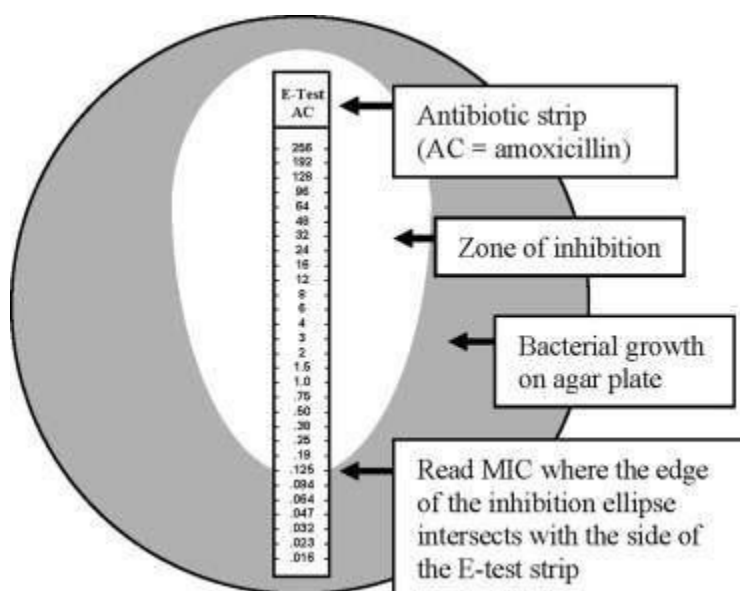 E-Test
AC
256
192
128
96
64
48
32
24
16
12
8
6
4
3
2
1.5
1.0
.75
.50
.38
.25
.19
.125
.094
.064
.047
.032
.023
.016
Antibiotic strip
(AC = amoxicillin)
Zone of inhibition
Bacterial growth
on agar plate
Read MIC where the edge
of the inhibition ellipse
intersects with the side of
the E-test strip